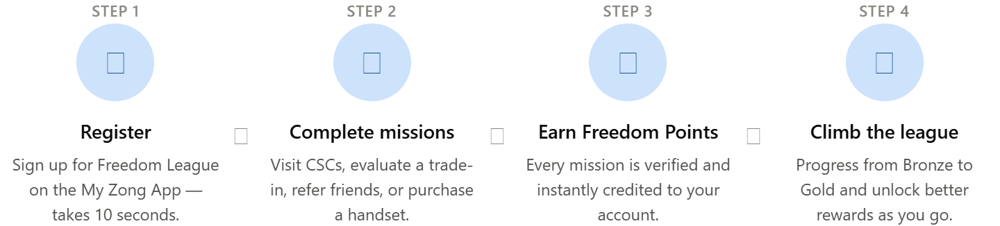 STEP 1
Register
Sign up for Freedom League
on the My Zong App —
takes 10 seconds.
STEP 2
Complete missions
Visit CSCs, evaluate a trade-
in, refer friends, or purchase
a handset.
STEP 3
Earn Freedom Points
Every mission is verified and
instantly credited to your
account.
STEP 4
Climb the league
Progress from Bronze to
Gold and unlock better
rewards as you go.